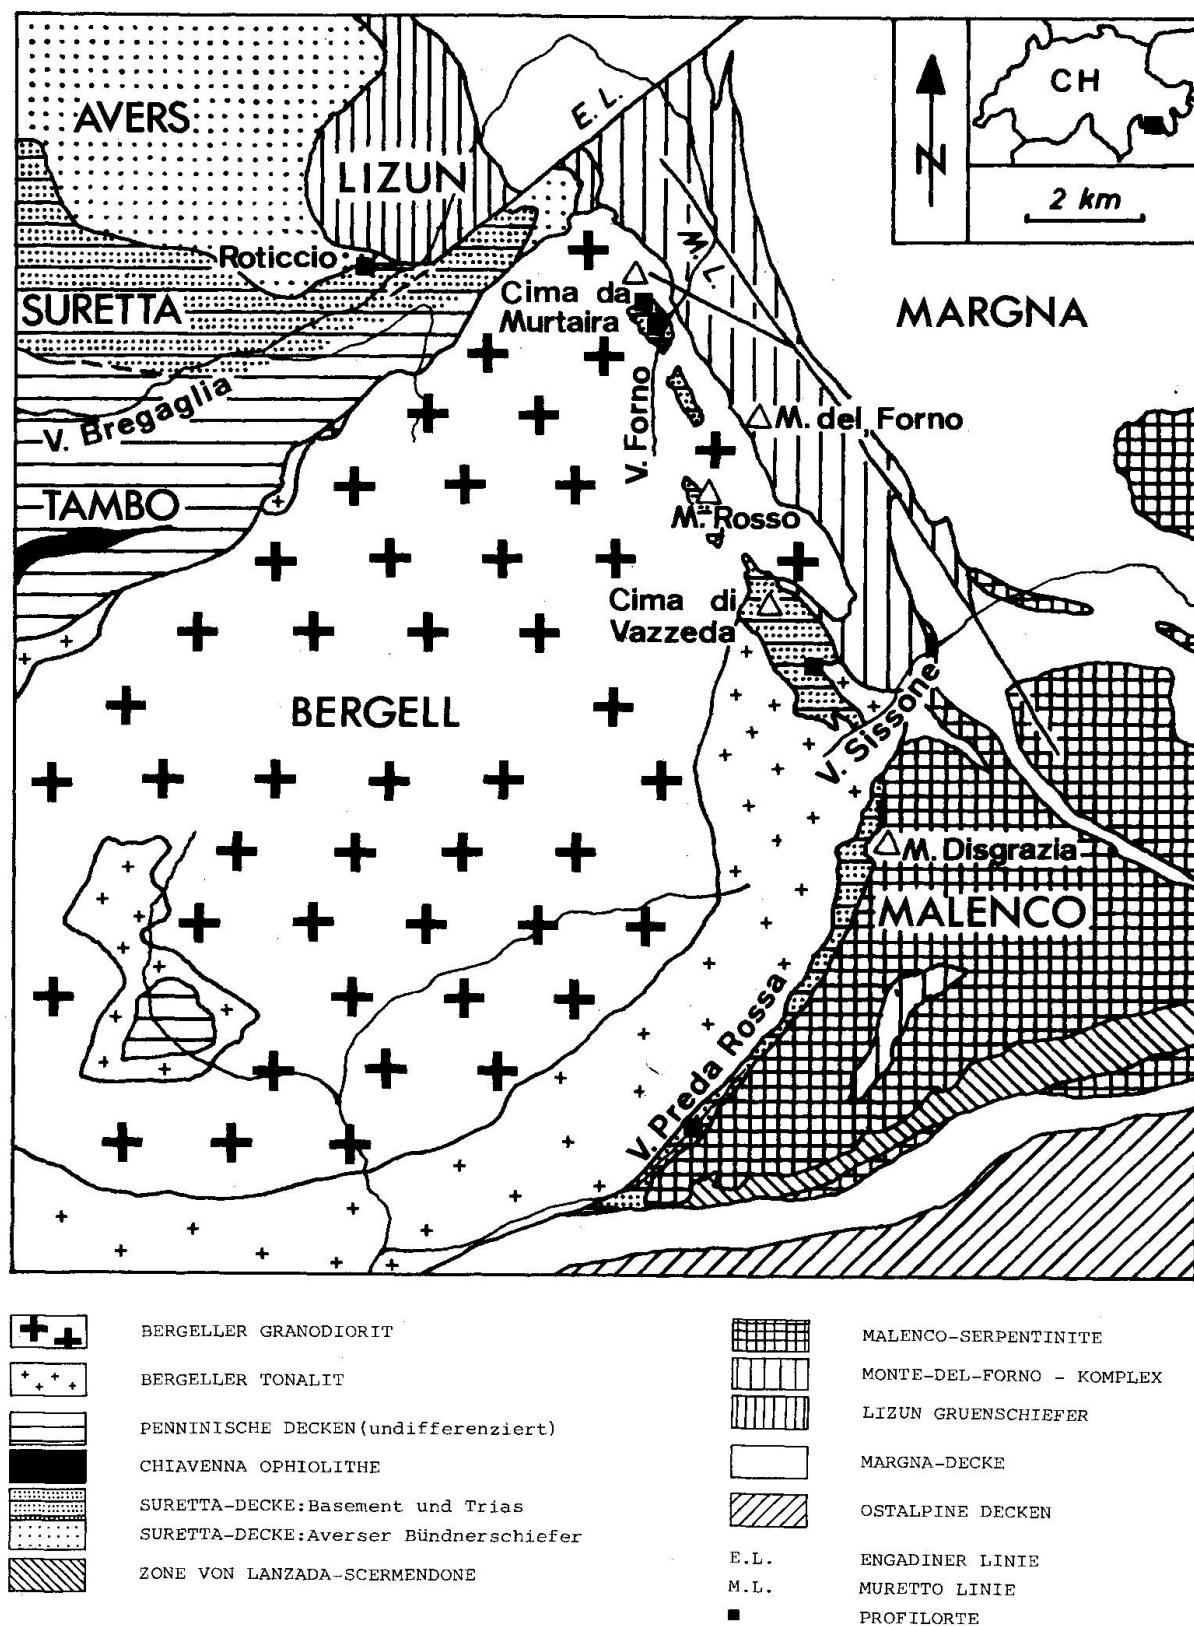 AVERS
LIZUN
E. L.
CH
N
2 km
Roticcio
SURETTA
Cima da
Murtaira
M. L.
MARGNA
V. Bregaglia
V. Forno
M. del Forno
TAMBO
M. Rosso
Cima di
Vazzeda
BERGELL
V. Sissone
M. Disgrazia
MALENCO
V. Preda Rossa
BERGELLER GRANODIORIT
BERGELLER TONALIT
PENNINISCHE DECKEN (undifferenziert)
CHIAVENNA OPHIOLITHE
SURETTA-DECKE: Basement und Trias
SURETTA-DECKE: Averser Bündnerschiefer
ZONE VON LANZADA-SCERMENDONE
MALENCO-SERPENTINITE
MONTE-DEL-FORNO - KOMPLEX
LIZUN GRUENSCHIEFER
MARGNA-DECKE
OSTALPINE DECKEN
E.L. ENGADINER LINIE
M.L. MURETTO LINIE
PROFILORTE